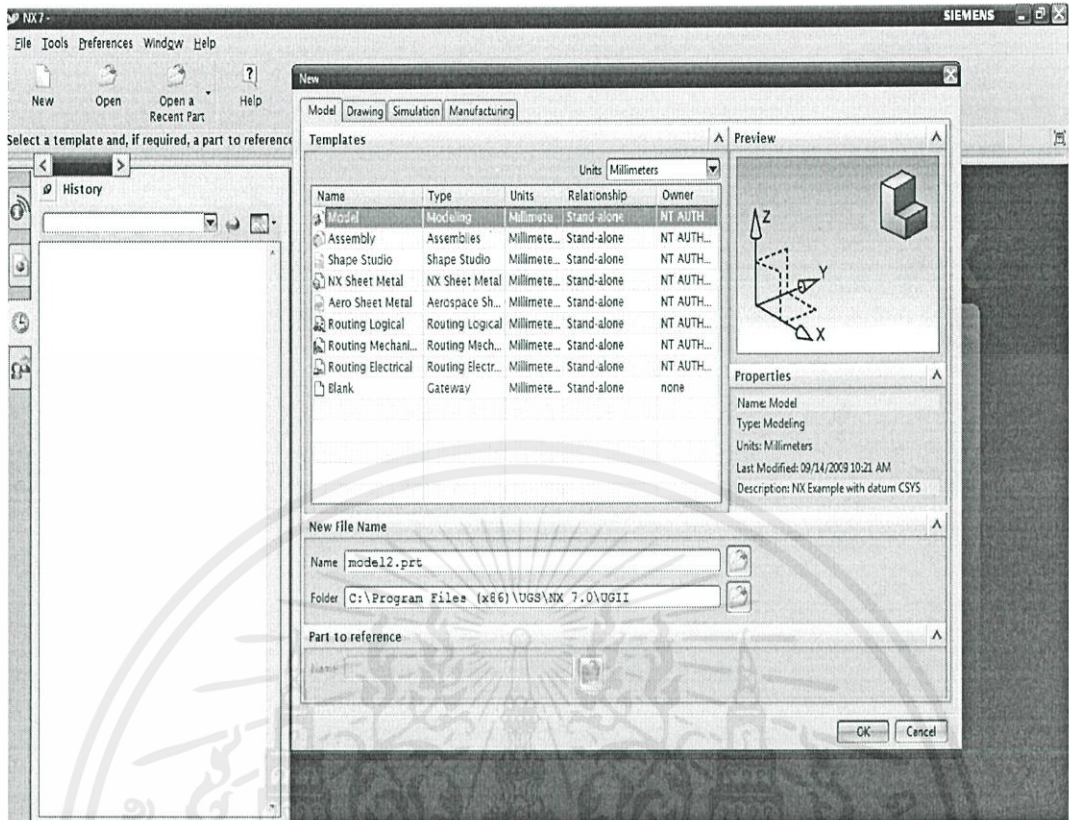 NX7 -
SIEMENS
File Tools Preferences Window Help
New Open Open a Recent Part Help
Select a template and, if required, a part to reference
History
New
Model Drawing Simulation Manufacturing
Templates
Units Millimeters
Name Type Units Relationship Owner
Model Modeling Millimete Stand-alone NT AUTH
Assembly Assemblies Millimete... Stand-alone NT AUTH...
Shape Studio Shape Studio Millimete... Stand-alone NT AUTH...
NX Sheet Metal NX Sheet Metal Millimete... Stand-alone NT AUTH...
Aero Sheet Metal Aerospace Sh... Millimete... Stand-alone NT AUTH...
Routing Logical Routing Logical Millimete... Stand-alone NT AUTH...
Routing Mechani... Routing Mech... Millimete... Stand-alone NT AUTH...
Routing Electrical Routing Electr... Millimete... Stand-alone NT AUTH...
Blank Gateway Millimete... Stand-alone none
Preview
Z
Y
X
Properties
Name: Model
Type: Modeling
Units: Millimeters
Last Modified: 09/14/2009 10:21 AM
Description: NX Example with datum CSYS
New File Name
Name model2.prt
Folder C:\Program Files (x86)\UGS\NX 7.0\UGII
Part to reference
Name
OK Cancel